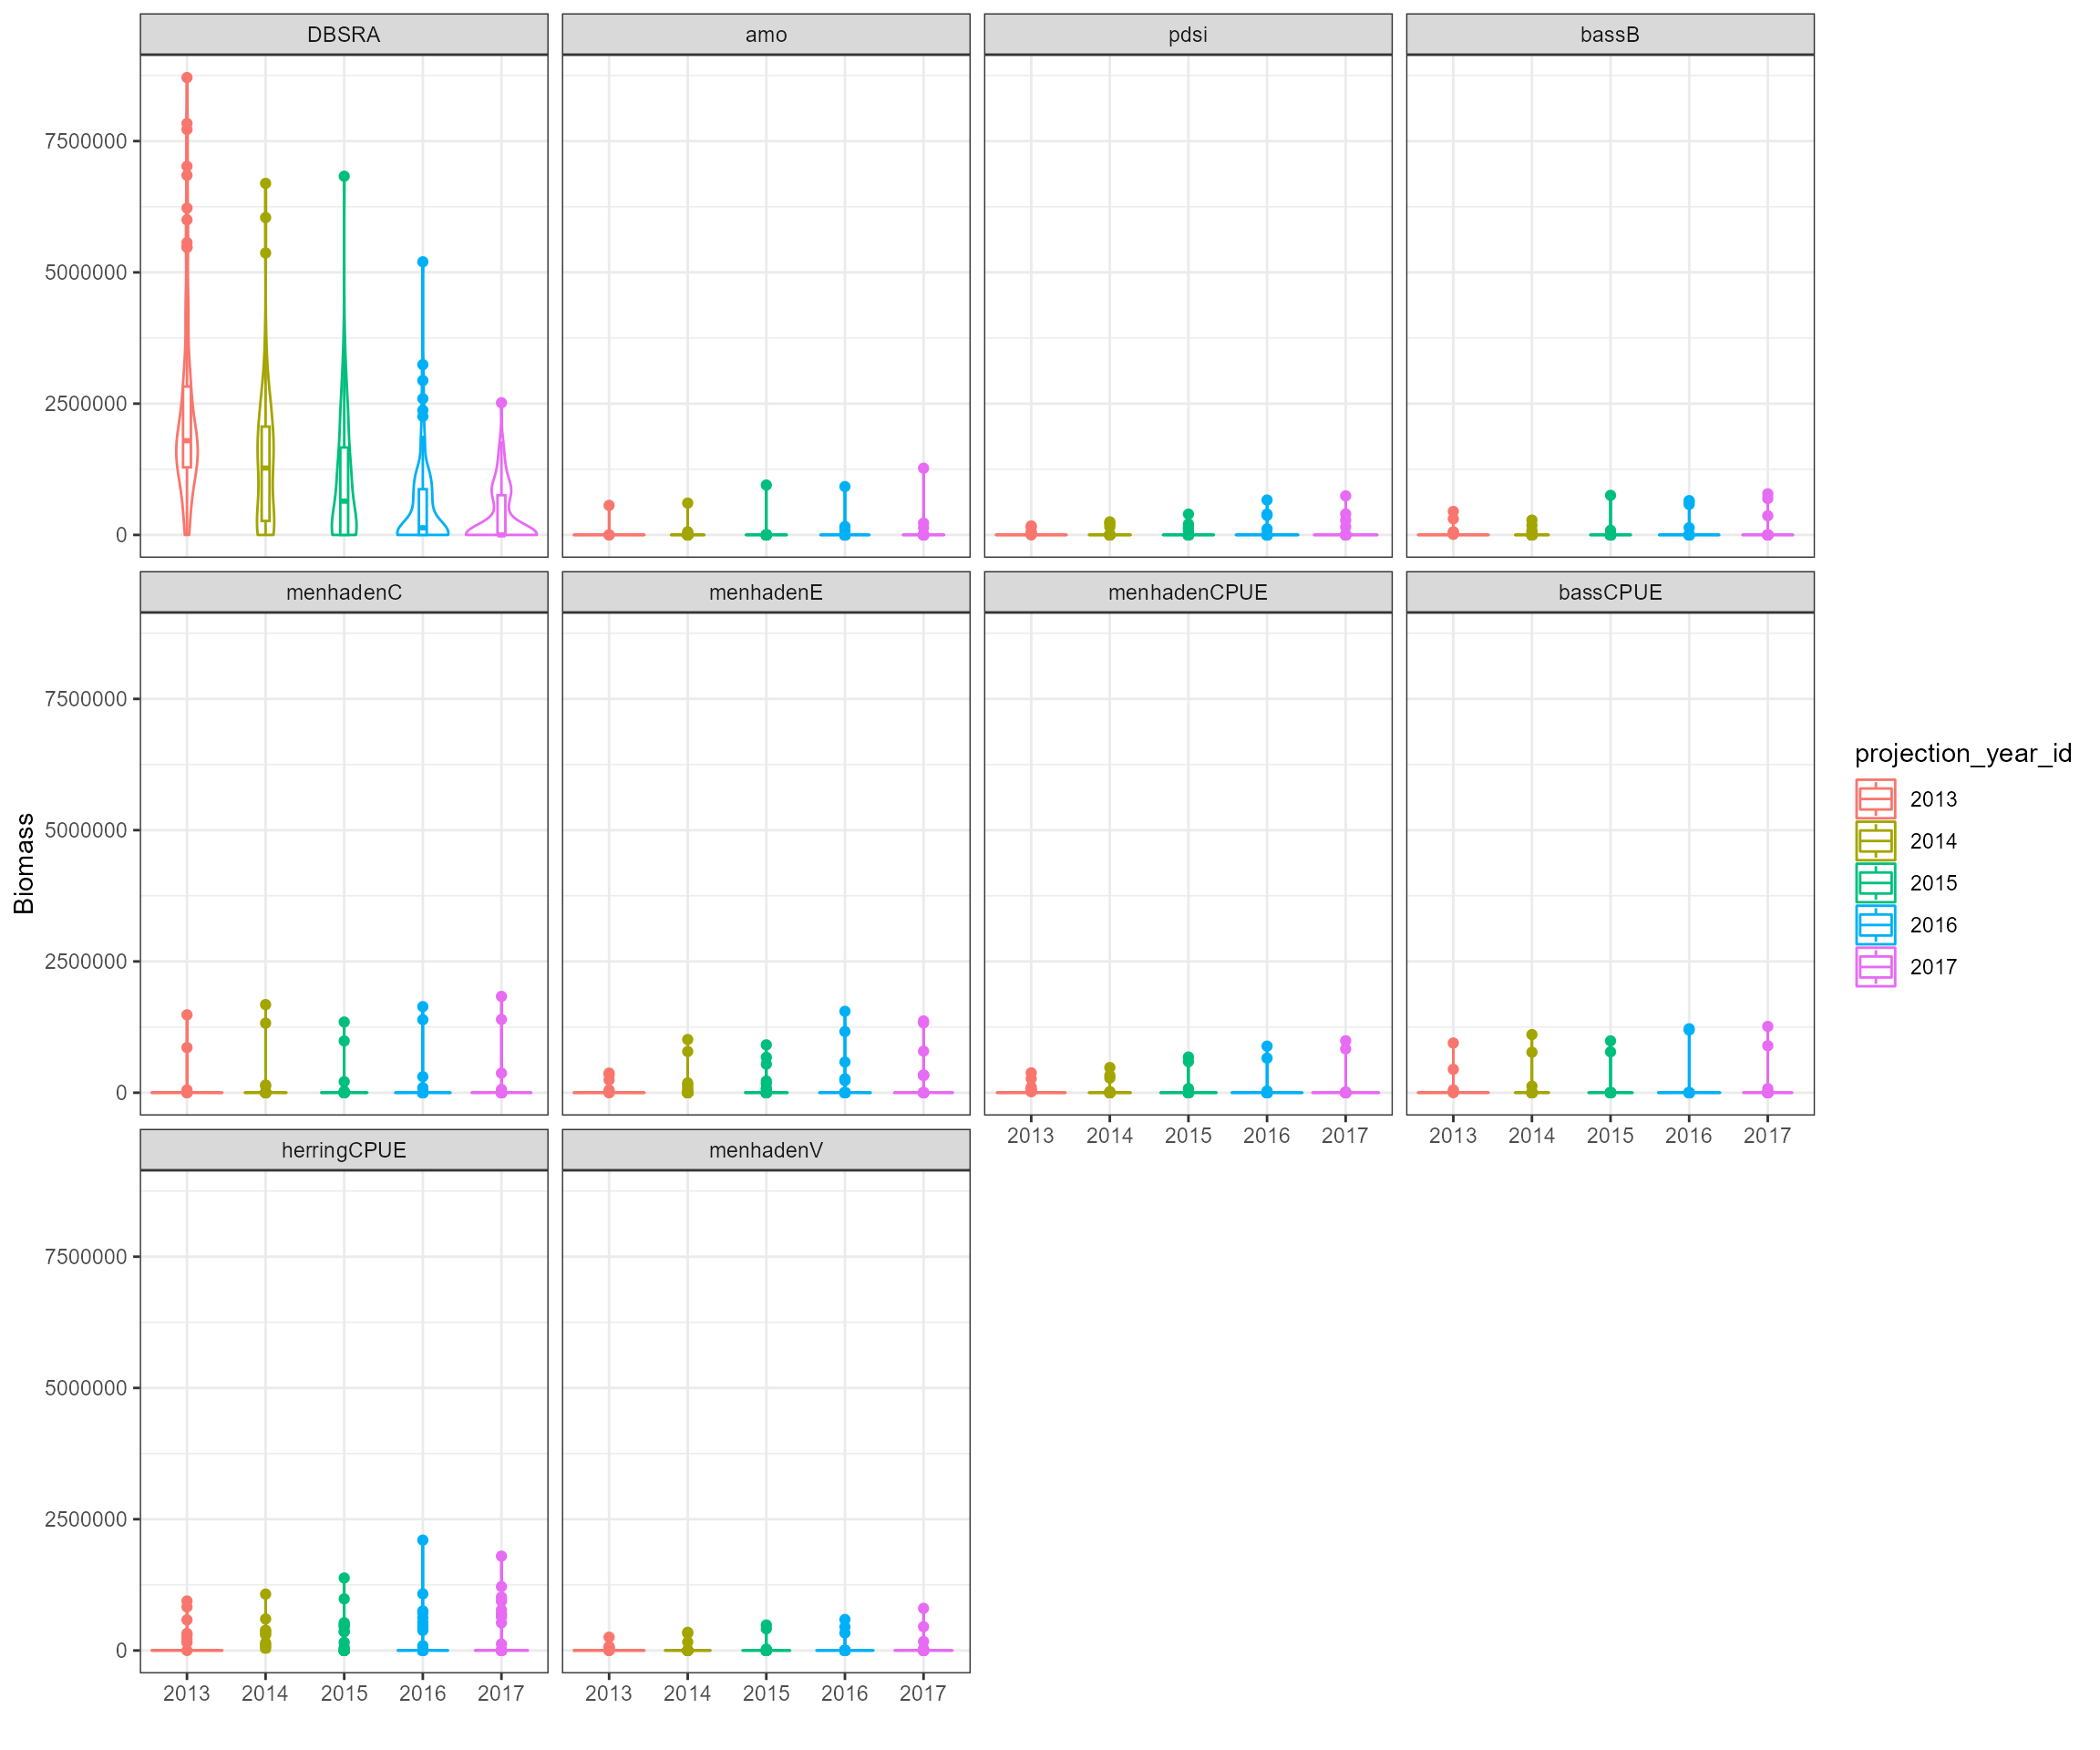 DBSRA amo pdsi bassB
7500000
5000000
2500000
0
menhadenC menhadenE menhadenCPUE bassCPUE
7500000
5000000
2500000
0
2013 2014 2015 2016 2017 2013 2014 2015 2016 2017
herringCPUE menhadenV
7500000
5000000
2500000
0
2013 2014 2015 2016 2017 2013 2014 2015 2016 2017
Biomass
projection_year_id
2013
2014
2015
2016
2017